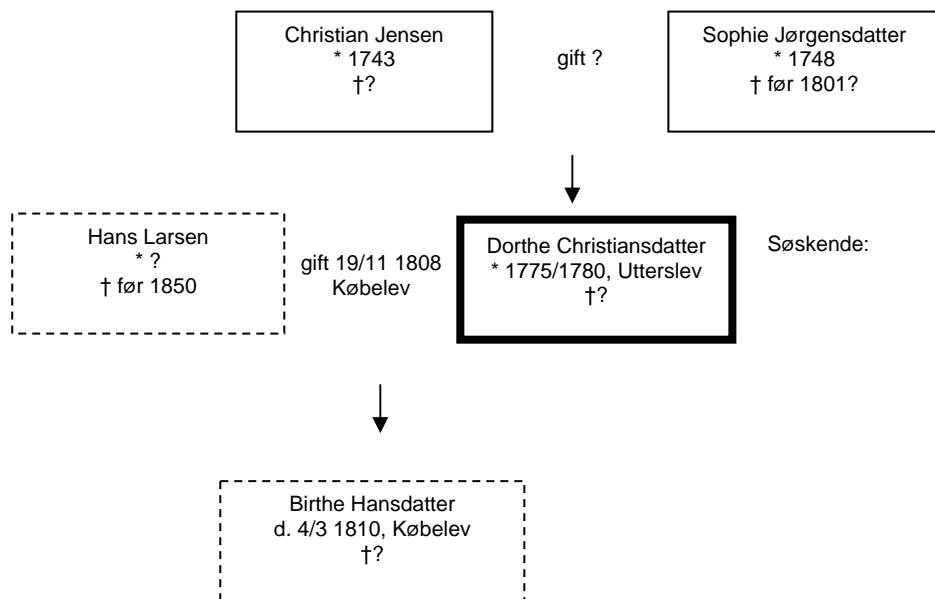 Christian Jensen
* 1743
†?
gift ?
Sophie Jørgensdatter
* 1748
† før 1801?
Hans Larsen
* ?
† før 1850
gift 19/11 1808
Købelev
Dorthe Christiansdatter
* 1775/1780, Utterslev
†?
Søskende:
Birthe Hansdatter
d. 4/3 1810, Købelev
†?